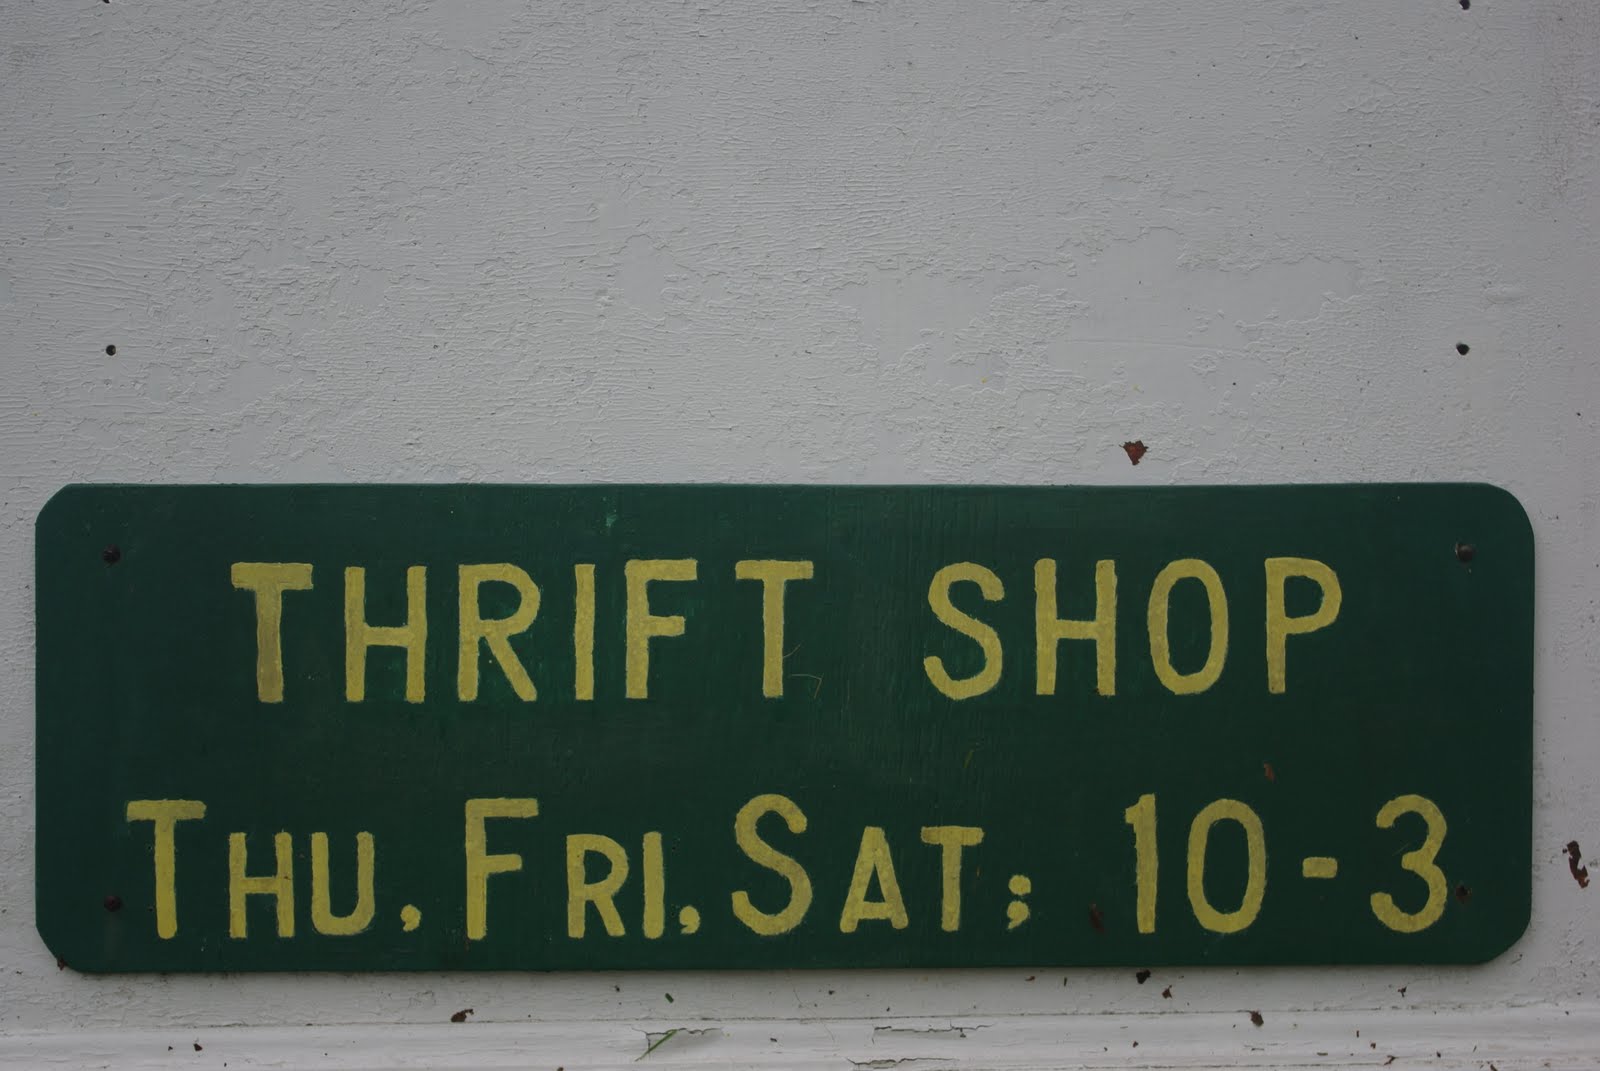 THRIFT SHOP
THU, FRI, SAT; 10-3